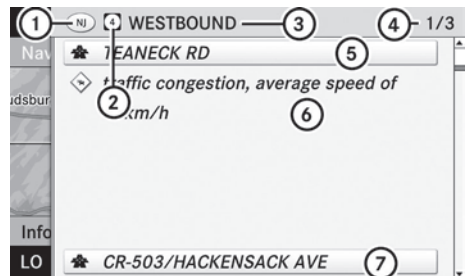 1 NJ 4 WESTBOUND 3 4 1/3
Nav
TEANECK RD 5
udsbur
traffic congestion, average speed of
2 km/h 6
Info
LO
CR-503/HACKENSACK AVE 7